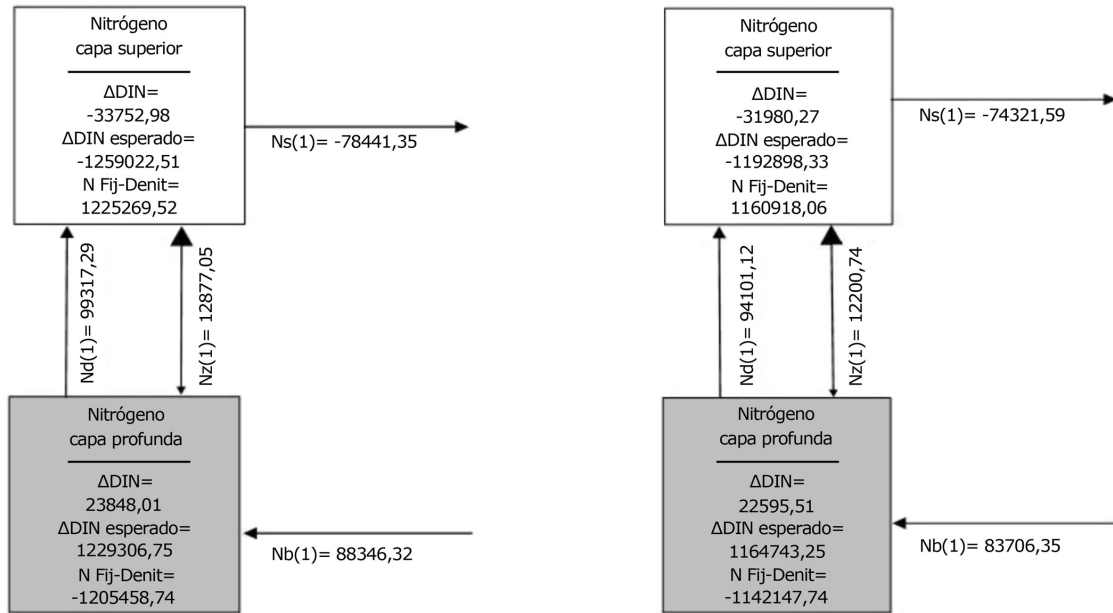 Nitrógeno
capa superior
ΔDIN=
-33752,98
ΔDIN esperado=
-1259022,51
N Fij-Denit=
1225269,52
Ns(1)= -78441,35
Nd(1)= 99317,29
Nz(1)= 12877,05
Nitrógeno
capa profunda
ΔDIN=
23848,01
ΔDIN esperado=
1229306,75
N Fij-Denit=
-1205458,74
Nb(1)= 88346,32
Nitrógeno
capa superior
ΔDIN=
-31980,27
ΔDIN esperado=
-1192898,33
N Fij-Denit=
1160918,06
Ns(1)= -74321,59
Nd(1)= 94101,12
Nz(1)= 12200,74
Nitrógeno
capa profunda
ΔDIN=
22595,51
ΔDIN esperado=
1164743,25
N Fij-Denit=
-1142147,74
Nb(1)= 83706,35